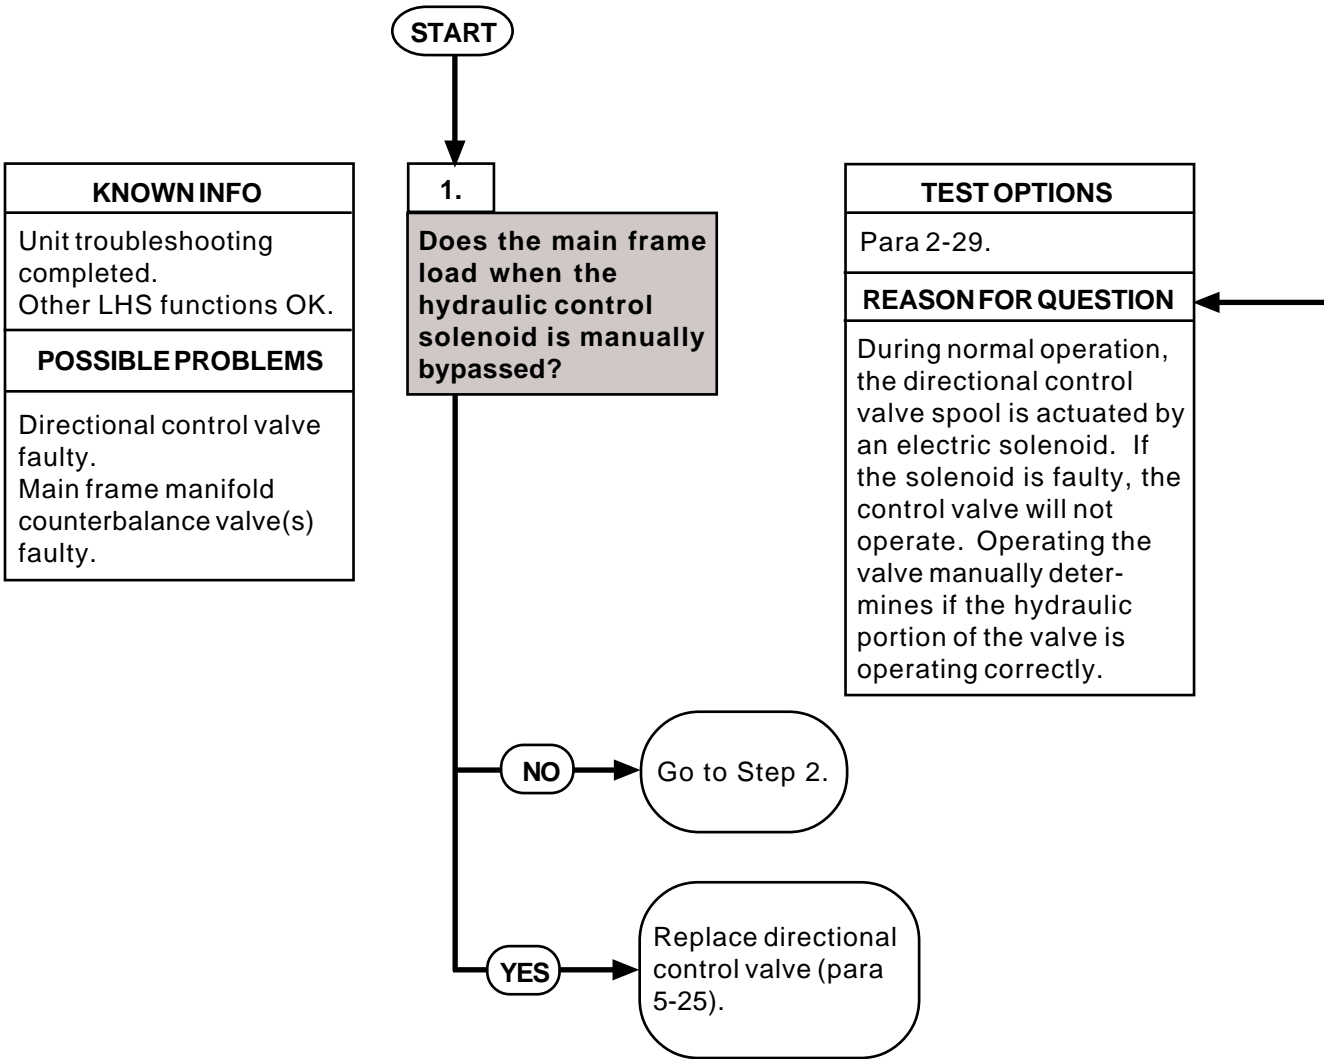 START
KNOWN INFO
Unit troubleshooting
completed.
Other LHS functions OK.
POSSIBLE PROBLEMS
Directional control valve
faulty.
Main frame manifold
counterbalance valve(s)
faulty.
1.
Does the main frame
load when the
hydraulic control
solenoid is manually
bypassed?
TEST OPTIONS
Para 2-29.
REASON FOR QUESTION
During normal operation,
the directional control
valve spool is actuated by
an electric solenoid. If
the solenoid is faulty, the
control valve will not
operate. Operating the
valve manually deter-
mines if the hydraulic
portion of the valve is
operating correctly.
NO
Go to Step 2.
YES
Replace directional
control valve (para
5-25).